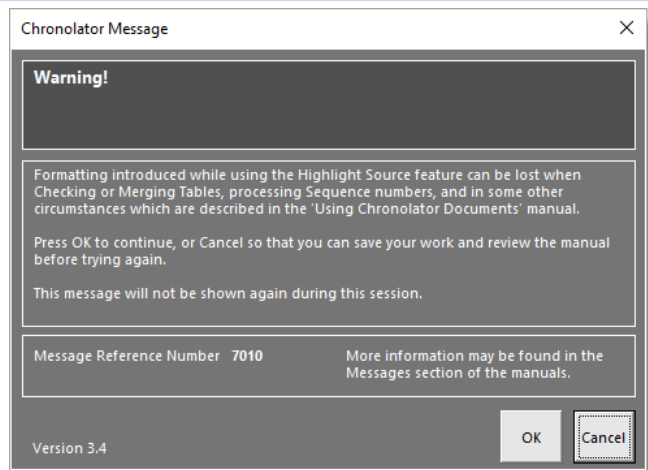 Chronolator Message
Warning!
Formatting introduced while using the Highlight Source feature can be lost when
Checking or Merging Tables, processing Sequence numbers, and in some other
circumstances which are described in the 'Using Chronolator Documents' manual.
Press OK to continue, or Cancel so that you can save your work and review the manual
before trying again.
This message will not be shown again during this session.
Message Reference Number 7010
More information may be found in the
Messages section of the manuals.
Version 3.4
OK
Cancel